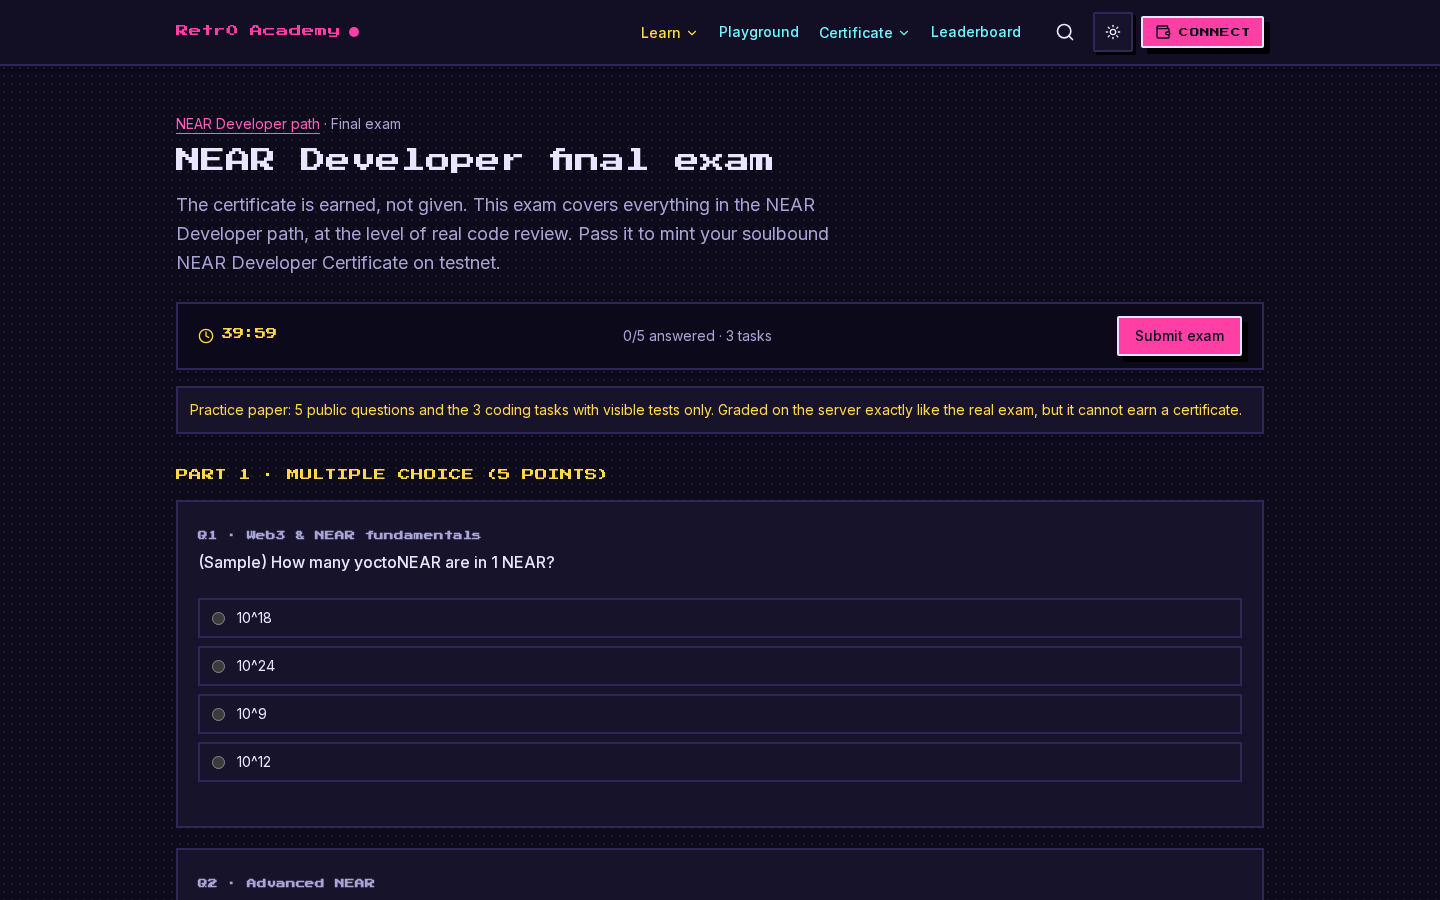 Retr0 Academy
Learn
Playground
Certificate
Leaderboard
CONNECT
NEAR Developer path · Final exam
NEAR Developer final exam
The certificate is earned, not given. This exam covers everything in the NEAR
Developer path, at the level of real code review. Pass it to mint your soulbound
NEAR Developer Certificate on testnet.
39:59
0/5 answered · 3 tasks
Submit exam
Practice paper: 5 public questions and the 3 coding tasks with visible tests only. Graded on the server exactly like the real exam, but it cannot earn a certificate.
PART 1 · MULTIPLE CHOICE (5 POINTS)
Q1 · Web3 & NEAR fundamentals
(Sample) How many yoctoNEAR are in 1 NEAR?
10^18
10^24
10^9
10^12
Q2 · Advanced NEAR